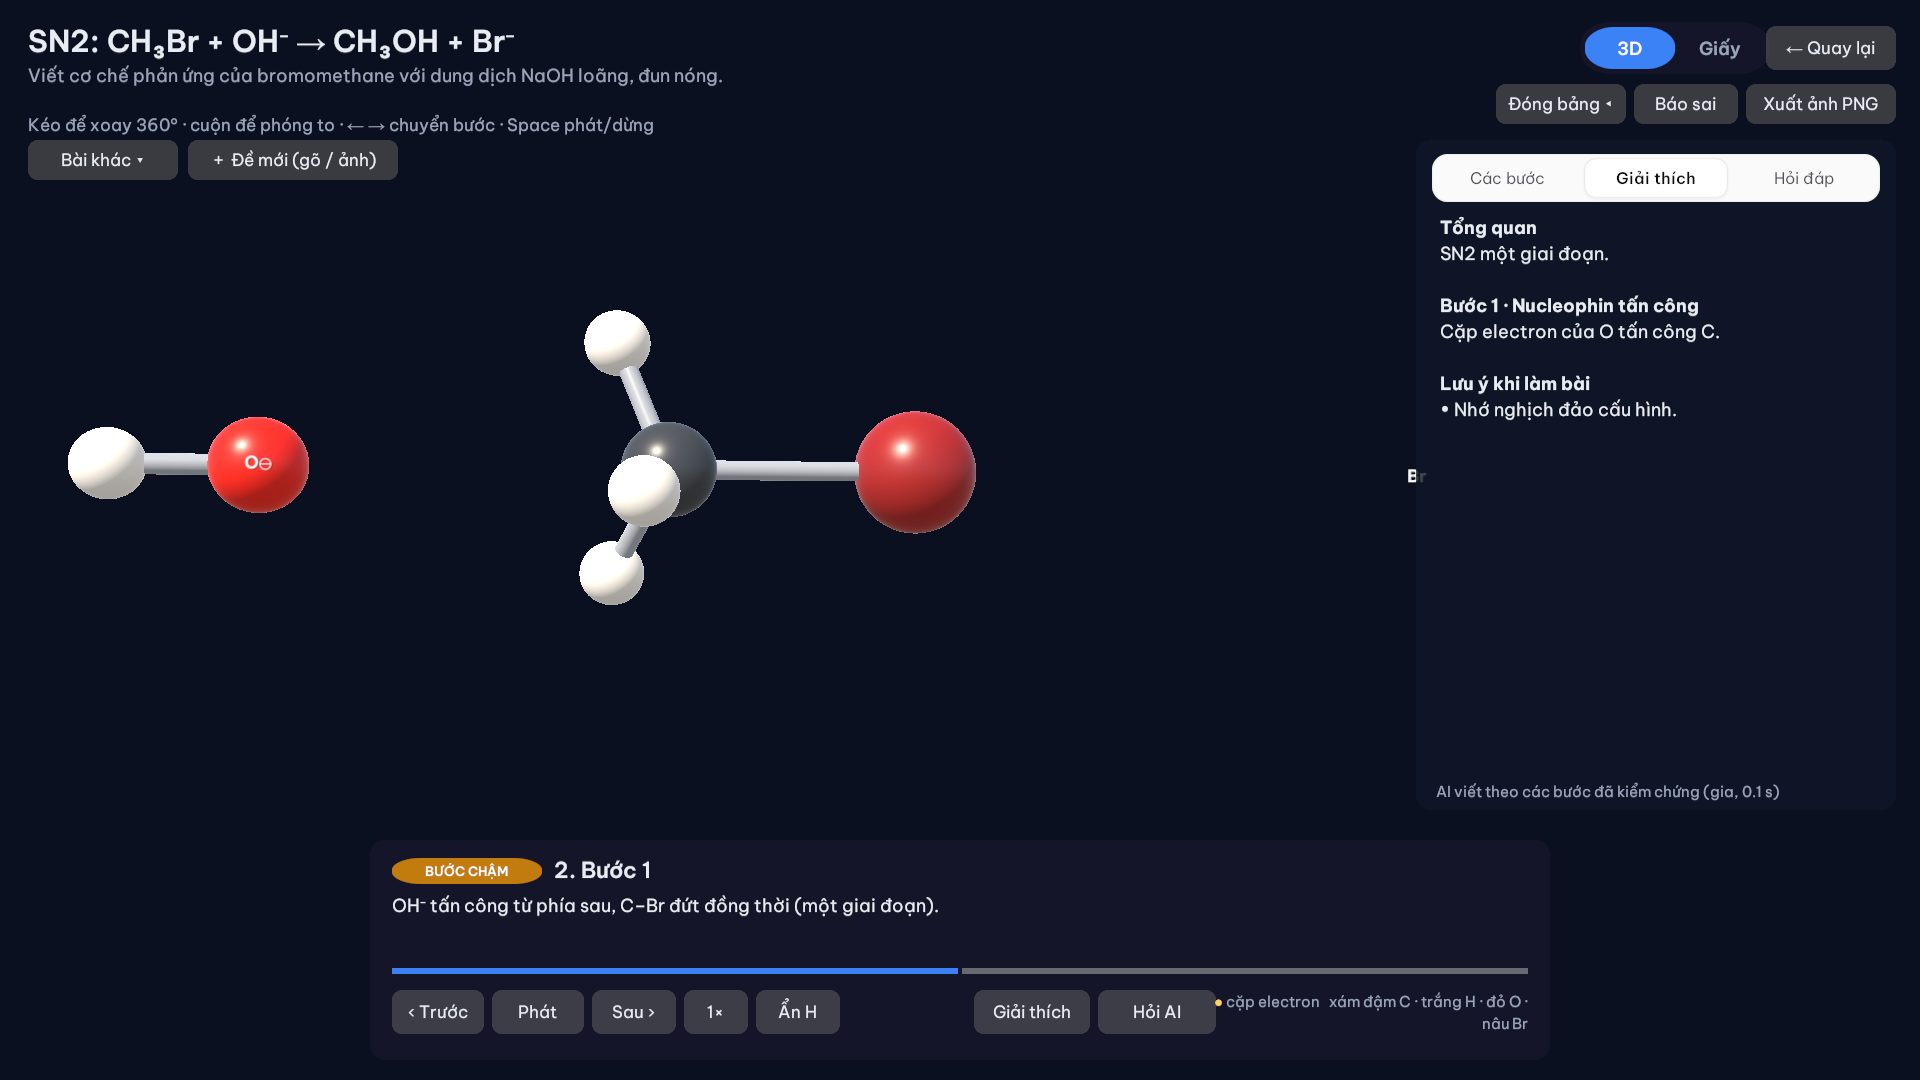 SN2: CH₃Br + OH⁻ → CH₃OH + Br⁻
Viết cơ chế phản ứng của bromomethane với dung dịch NaOH loãng, đun nóng.
Kéo để xoay 360° · cuộn để phóng to · ← → chuyển bước · Space phát/dừng
Bài khác ▾
+ Đề mới (gõ / ảnh)
3D
Giấy
← Quay lại
Đóng bảng ◂
Báo sai
Xuất ảnh PNG
Các bước
Giải thích
Hỏi đáp
Tổng quan
SN2 một giai đoạn.
Bước 1 · Nucleophin tấn công
Cặp electron của O tấn công C.
Lưu ý khi làm bài
• Nhớ nghịch đảo cấu hình.
AI viết theo các bước đã kiểm chứng (gia, 0.1 s)
O⊖
Br
BƯỚC CHẬM
2. Bước 1
OH⁻ tấn công từ phía sau, C–Br đứt đồng thời (một giai đoạn).
‹ Trước
Phát
Sau ›
1×
Ẩn H
Giải thích
Hỏi AI
● cặp electron xám đậm C · trắng H · đỏ O ·
nâu Br